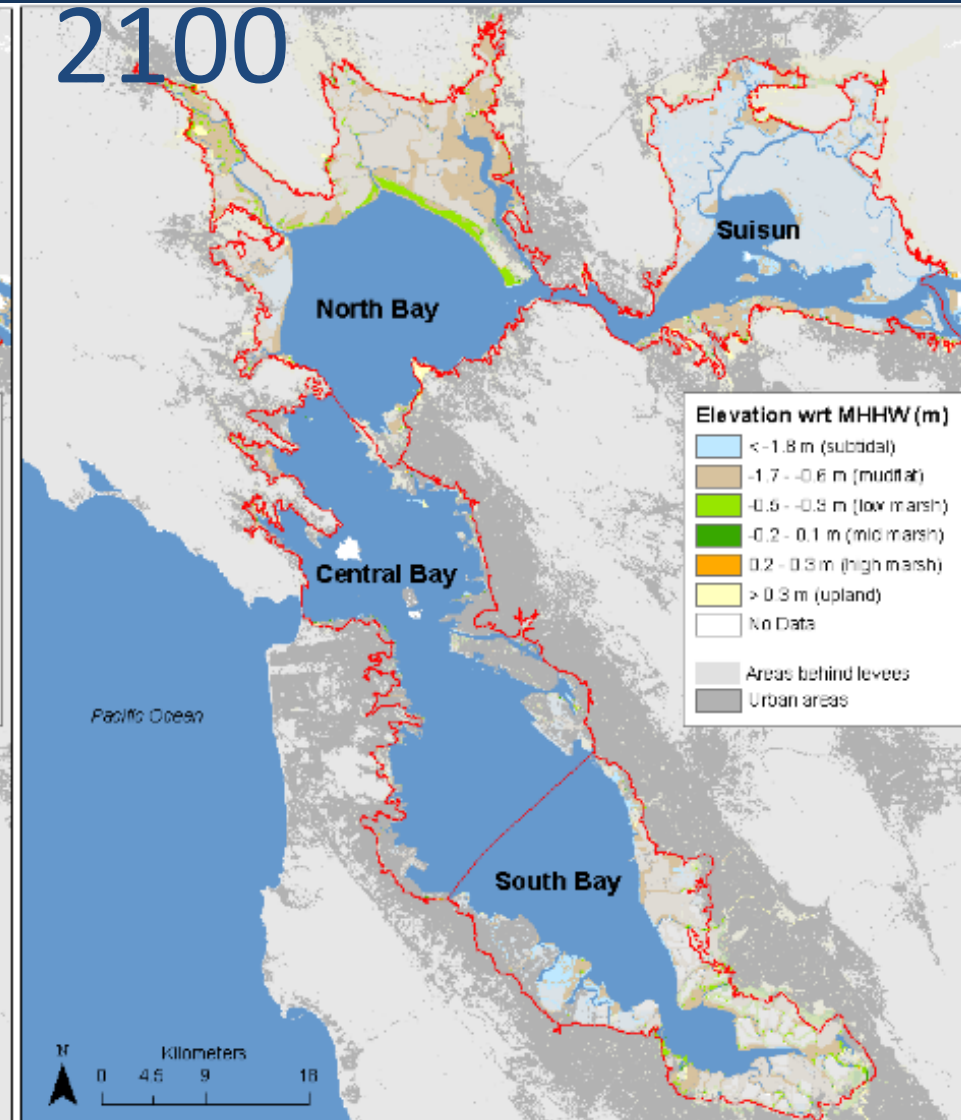 2100
Suisun
North Bay
Elevation wrt MHHW (m)
< -1.8 m (subtidal)
-1.7 - -0.6 m (mudflat)
-0.5 - -0.3 m (low marsh)
-0.2 - 0.1 m (mid marsh)
0.2 - 0.3 m (high marsh)
> 0.3 m (upland)
No Data
Areas behind levees
Urban areas
Central Bay
Pacific Ocean
South Bay
N
Kilometers
0 4.5 9 18